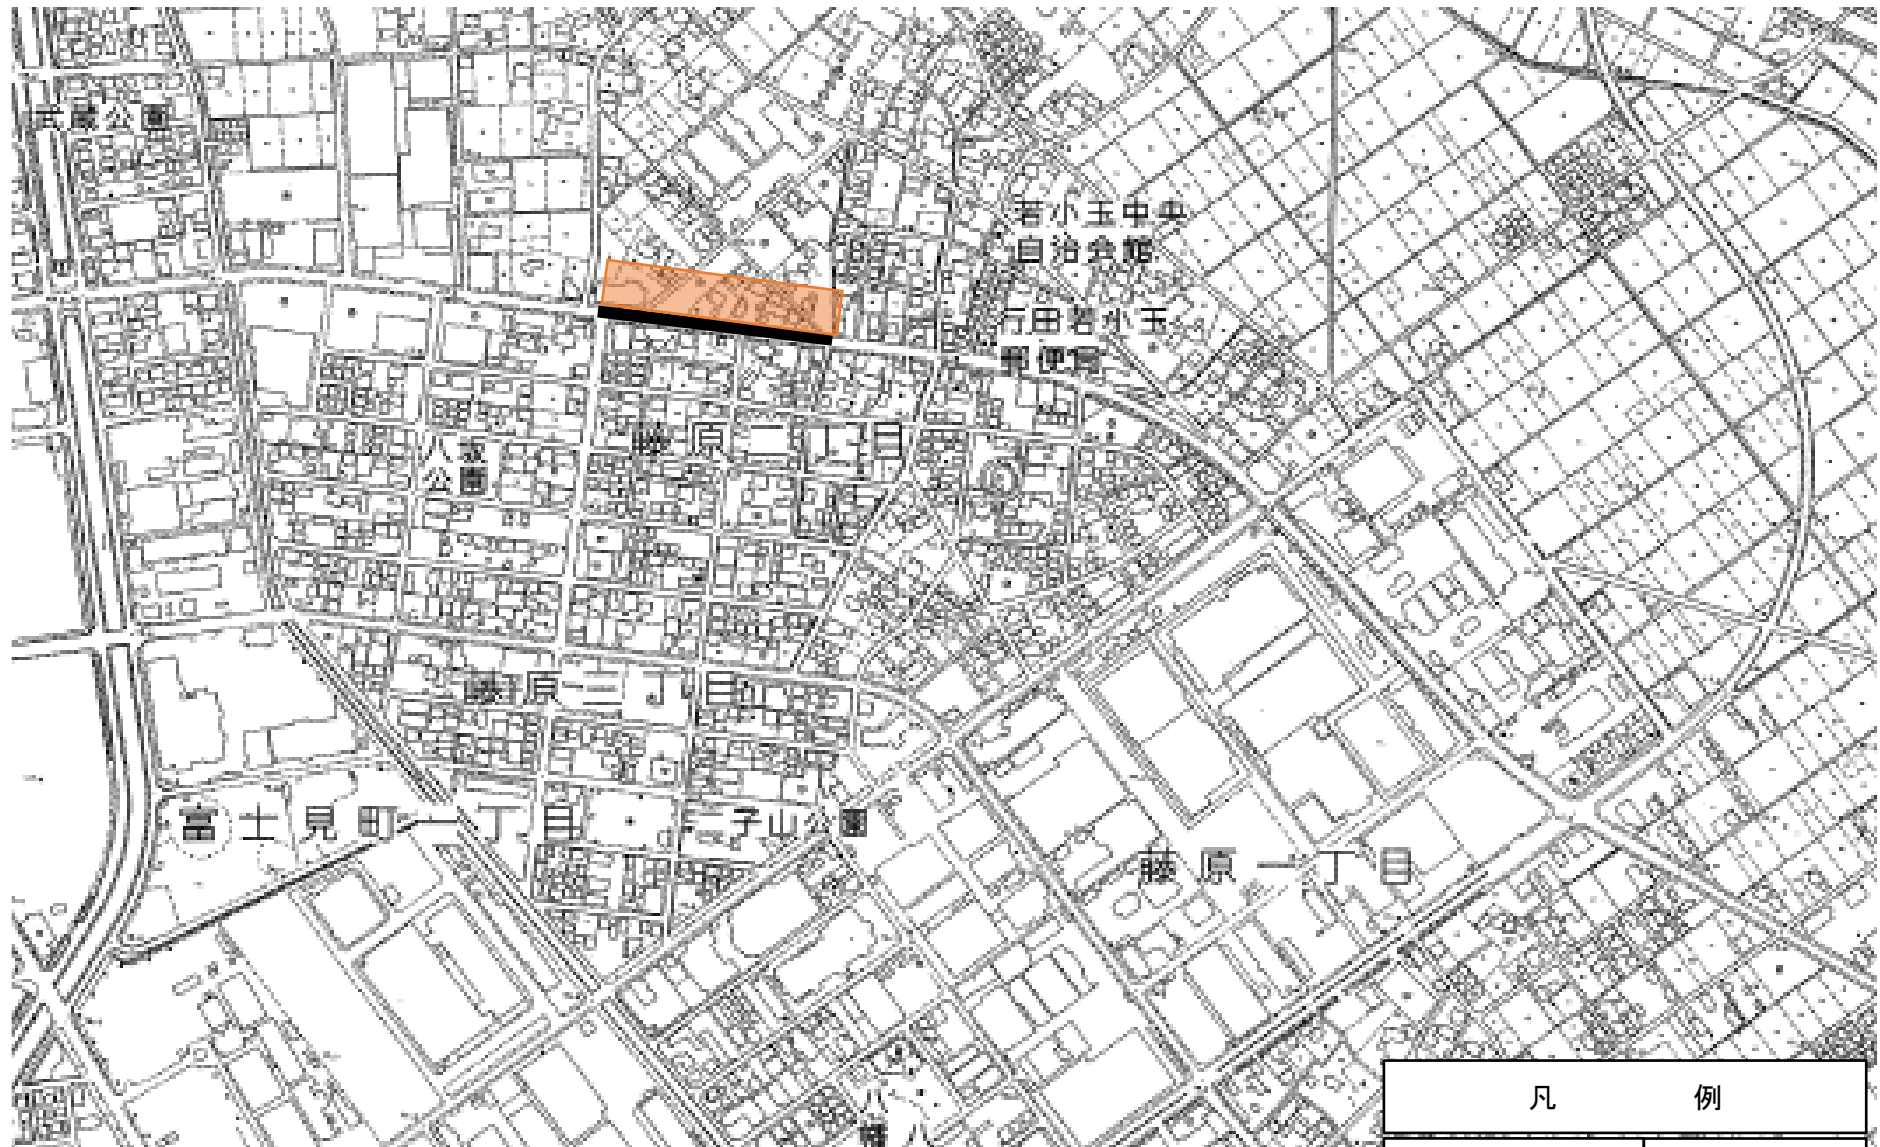 武蔵公園
若小玉中央
自治会館
行田若小玉
郵便局
藤原三丁目
八坂
公園
藤原二丁目
富士見町一丁目
二子山公園
藤原一丁目
凡 例